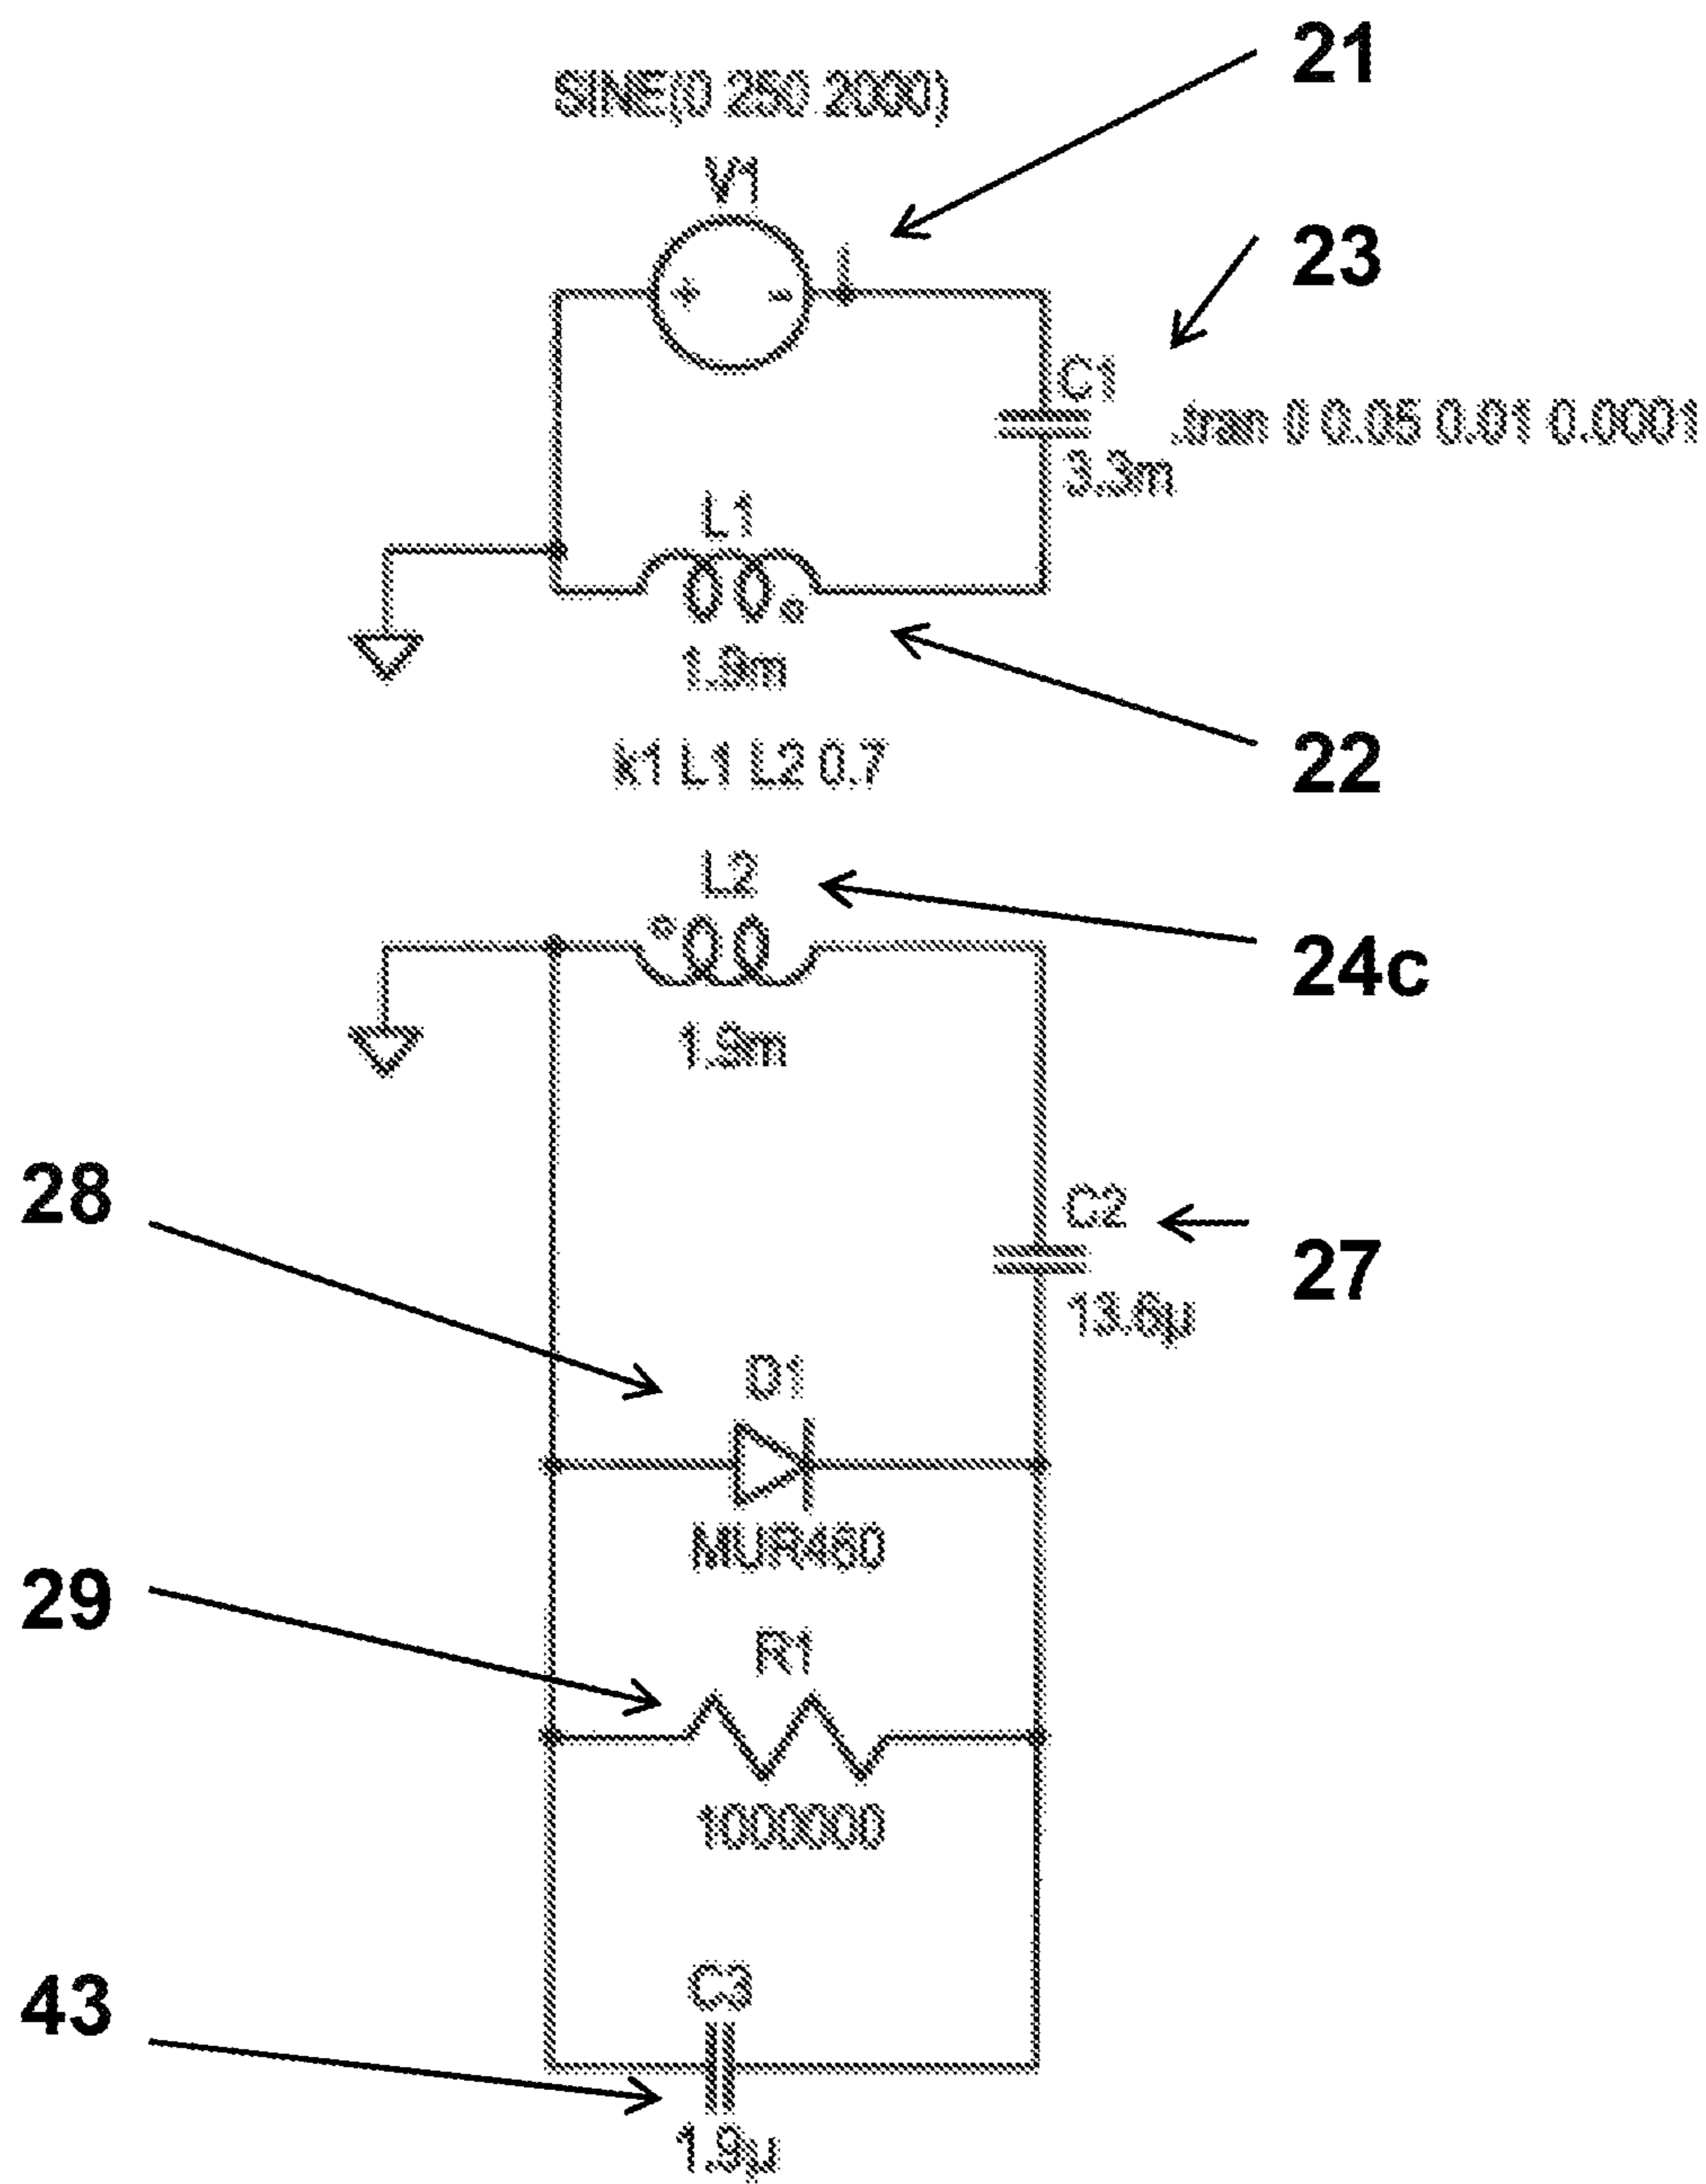 21
SINE(0 250 2000)
V1
23
C1
.tran 0 0.05 0.01 0.0001
3.3m
L1
1.9m
22
k1 L1 L2 0.7
L2
24c
1.9m
28
C2
27
13.6µ
D1
MUR460
29
R1
1000000
43
C3
1.9µ